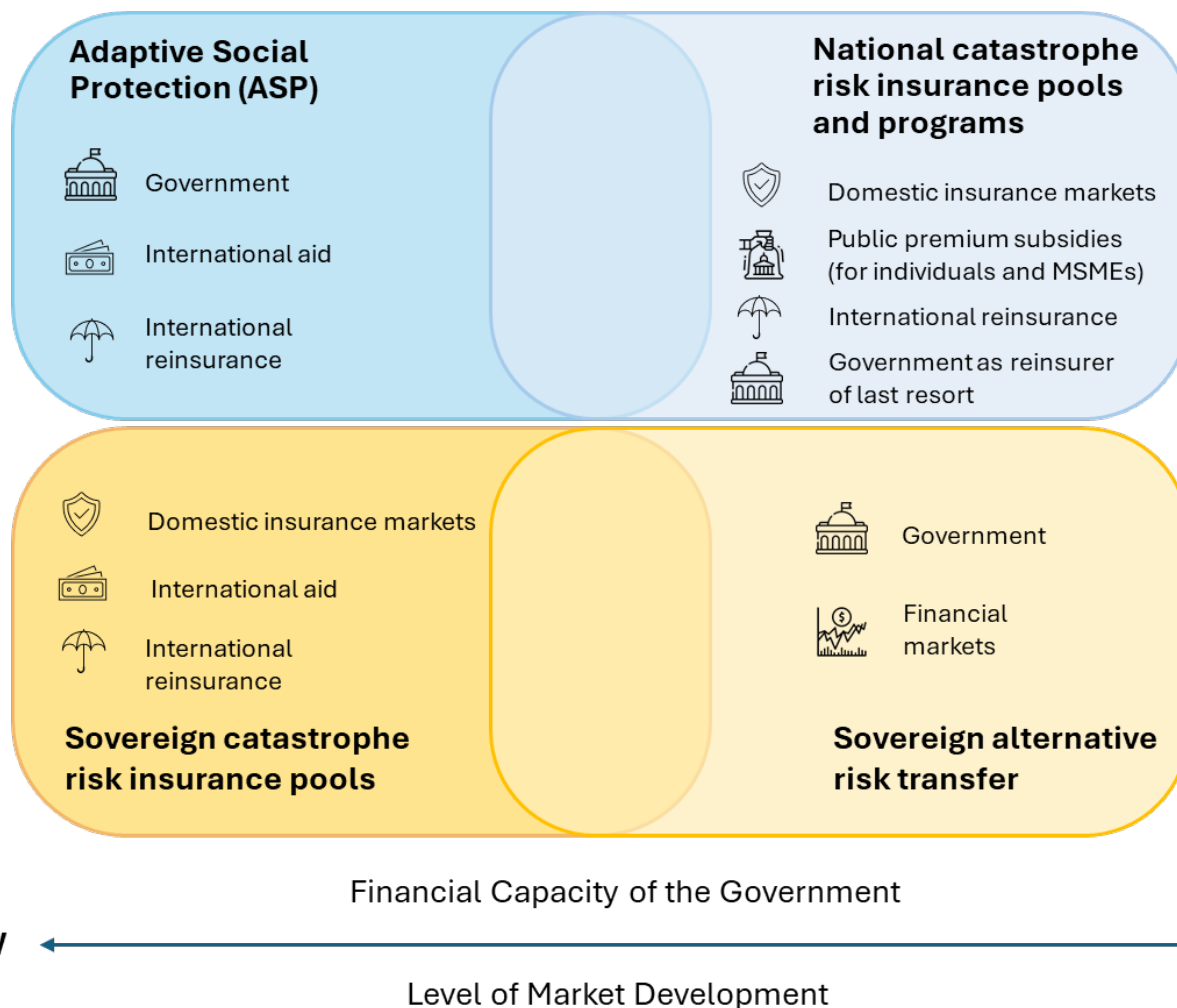 Adaptive Social
Protection (ASP)
Government
International aid
International
reinsurance
National catastrophe
risk insurance pools
and programs
Domestic insurance markets
Public premium subsidies
(for individuals and MSMEs)
International reinsurance
Government as reinsurer
of last resort
Domestic insurance markets
International aid
International
reinsurance
Sovereign catastrophe
risk insurance pools
Government
Financial
markets
Sovereign alternative
risk transfer
Financial Capacity of the Government
Level of Market Development